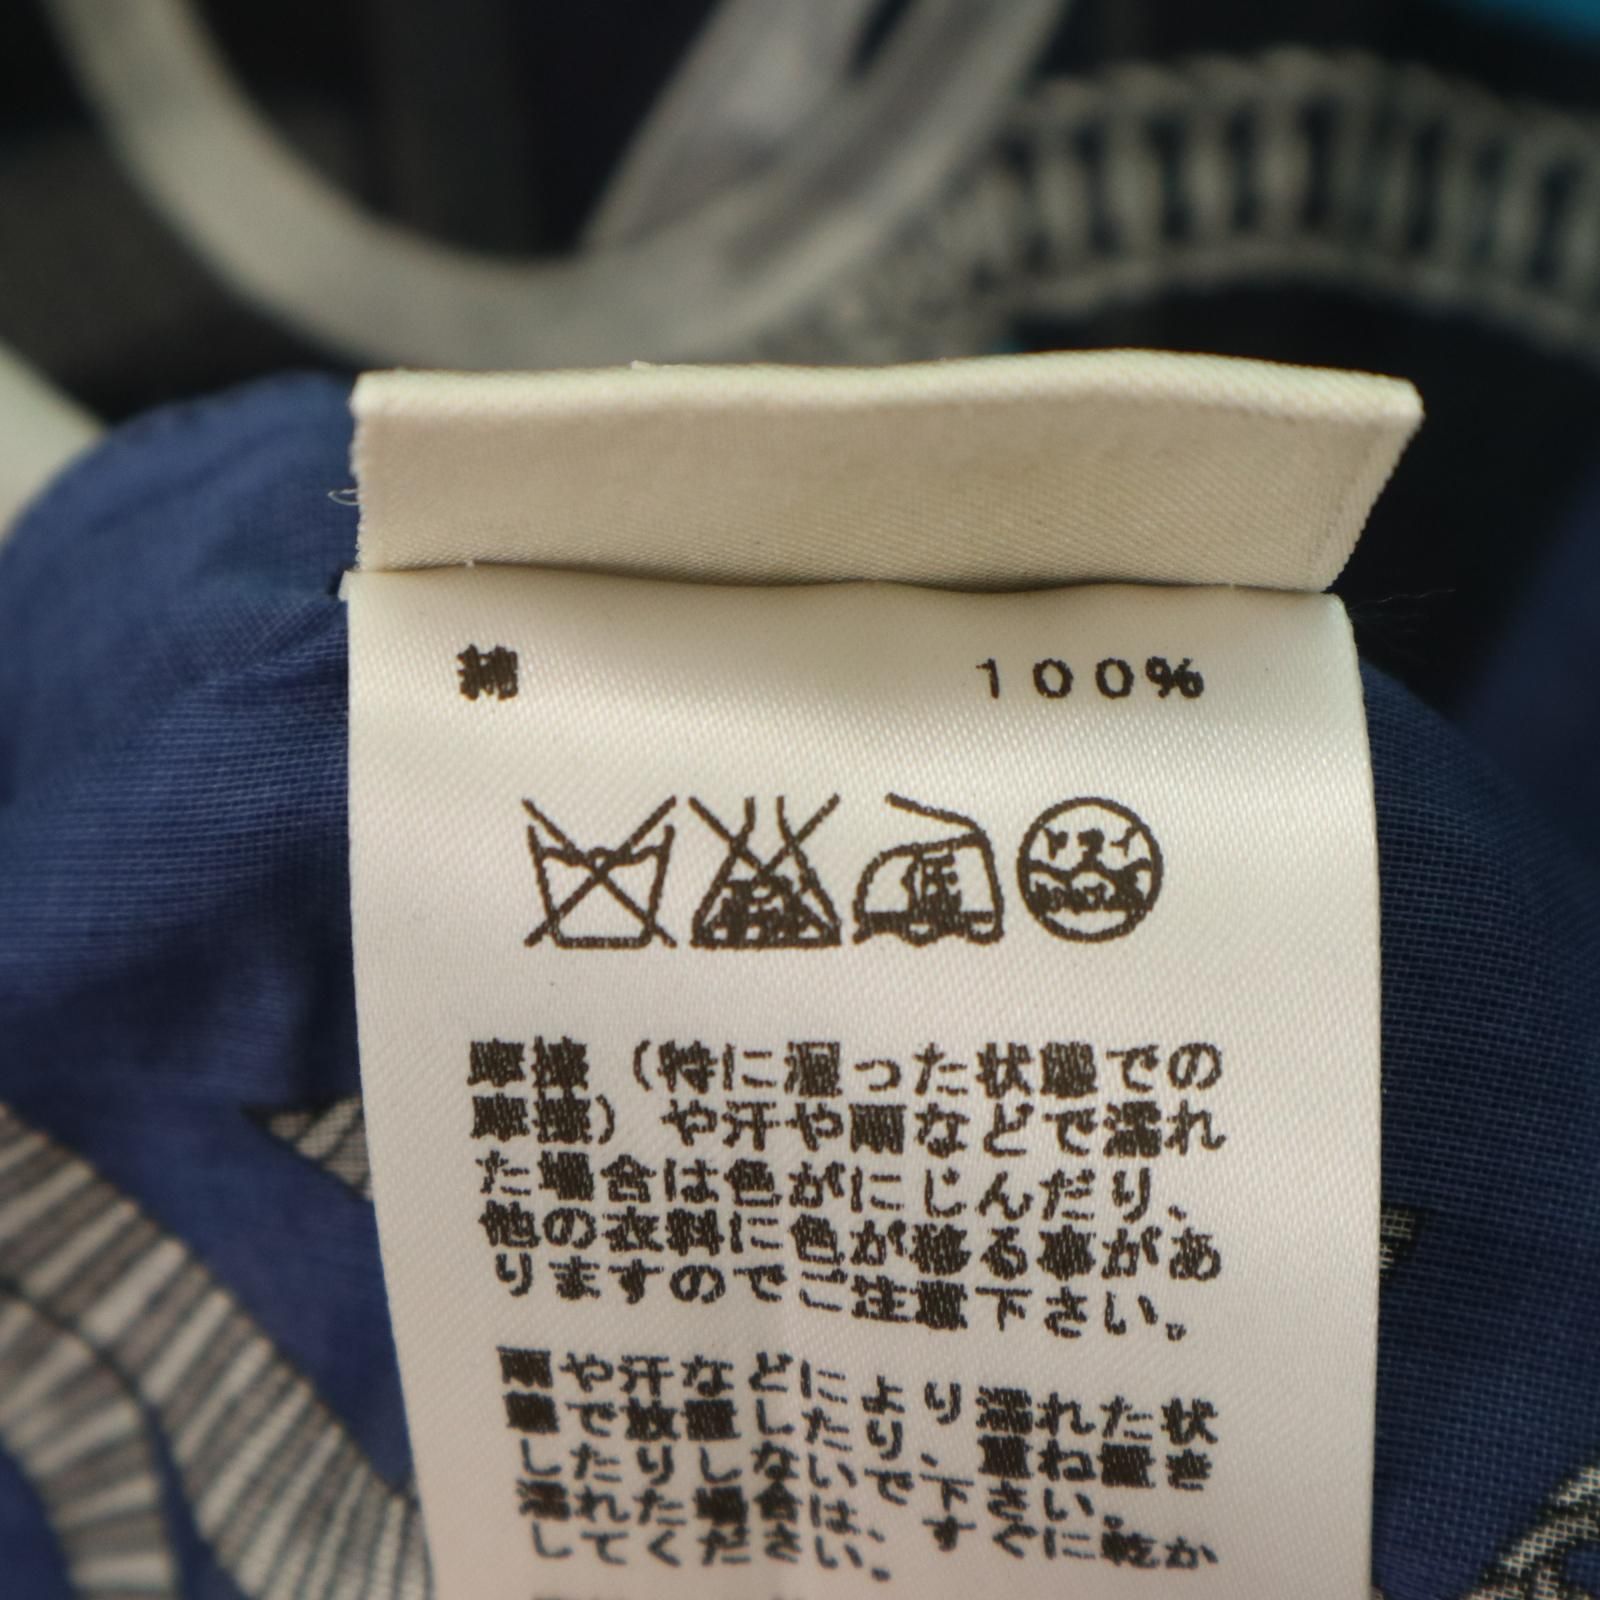 綿 100%
中
ドライ
摩擦（特に湿った状態での
摩擦）や汗や雨などで濡れ
た場合は色がにじんだり、
他の衣料に色が移る事があ
りますのでご注意下さい。
雨や汗などにより濡れた状
態で放置したり、重ね置き
したりしないで下さい。
濡れた場合は、すぐに乾か
してください。